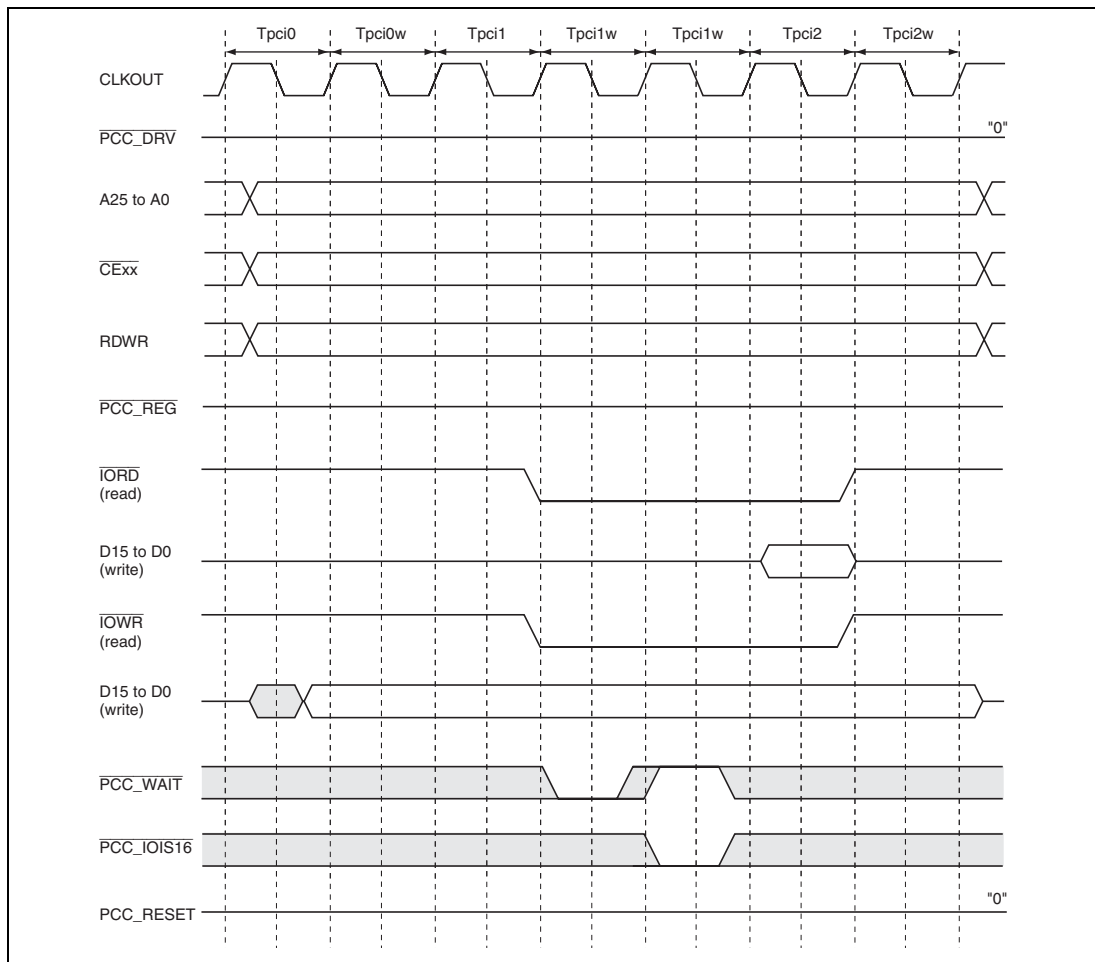 Tpci0 Tpci0w Tpci1 Tpci1w Tpci1w Tpci2 Tpci2w
CLKOUT
PCC_DRV "0"
A25 to A0
CExx
RDWR
PCC_REG
IORD
(read)
D15 to D0
(write)
IOWR
(read)
D15 to D0
(write)
PCC_WAIT
PCC_IOIS16
PCC_RESET "0"